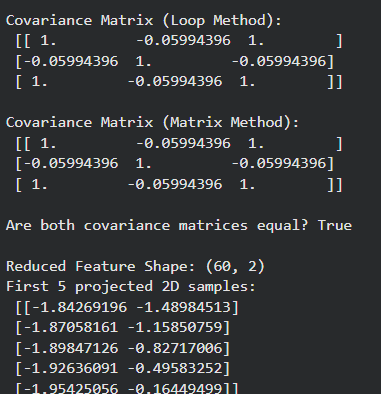 Covariance Matrix (Loop Method):
[[ 1.         -0.05994396  1.        ]
[-0.05994396  1.         -0.05994396]
[ 1.         -0.05994396  1.        ]]
Covariance Matrix (Matrix Method):
[[ 1.         -0.05994396  1.        ]
[-0.05994396  1.         -0.05994396]
[ 1.         -0.05994396  1.        ]]
Are both covariance matrices equal? True
Reduced Feature Shape: (60, 2)
First 5 projected 2D samples:
[[-1.84269196 -1.48984513]
[-1.87058161 -1.15850759]
[-1.89847126 -0.82717006]
[-1.92636091 -0.49583252]
[-1.95425056 -0.16449499]]